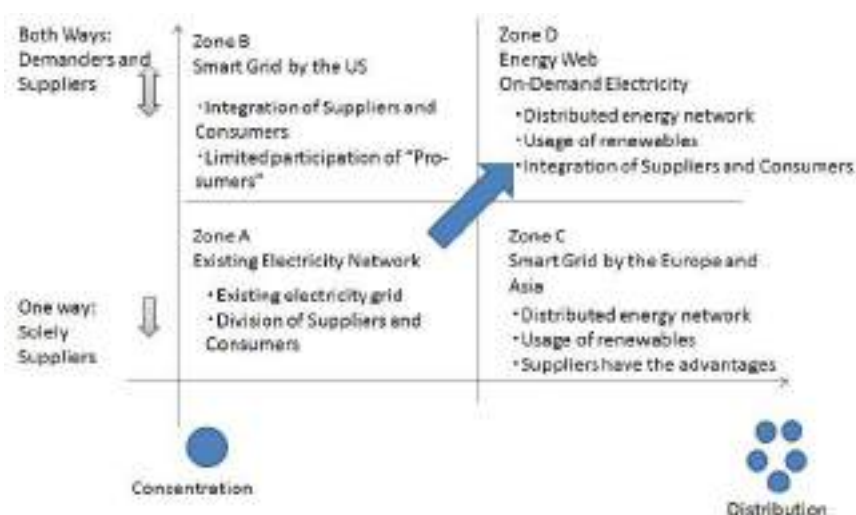 Both Ways:
Demanders and
Suppliers
Zone B
Smart Grid by the US
・Integration of Suppliers and
Consumers
・Limited participation of "Pro-
sumers"
Zone D
Energy Web
On-Demand Electricity
・Distributed energy network
・Usage of renewables
・Integration of Suppliers and Consumers
One way:
Solely
Suppliers
Zone A
Existing Electricity Network
・Existing electricity grid
・Division of Suppliers and
Consumers
Zone C
Smart Grid by the Europe and
Asia
・Distributed energy network
・Usage of renewables
・Suppliers have the advantages
Concentration
Distribution